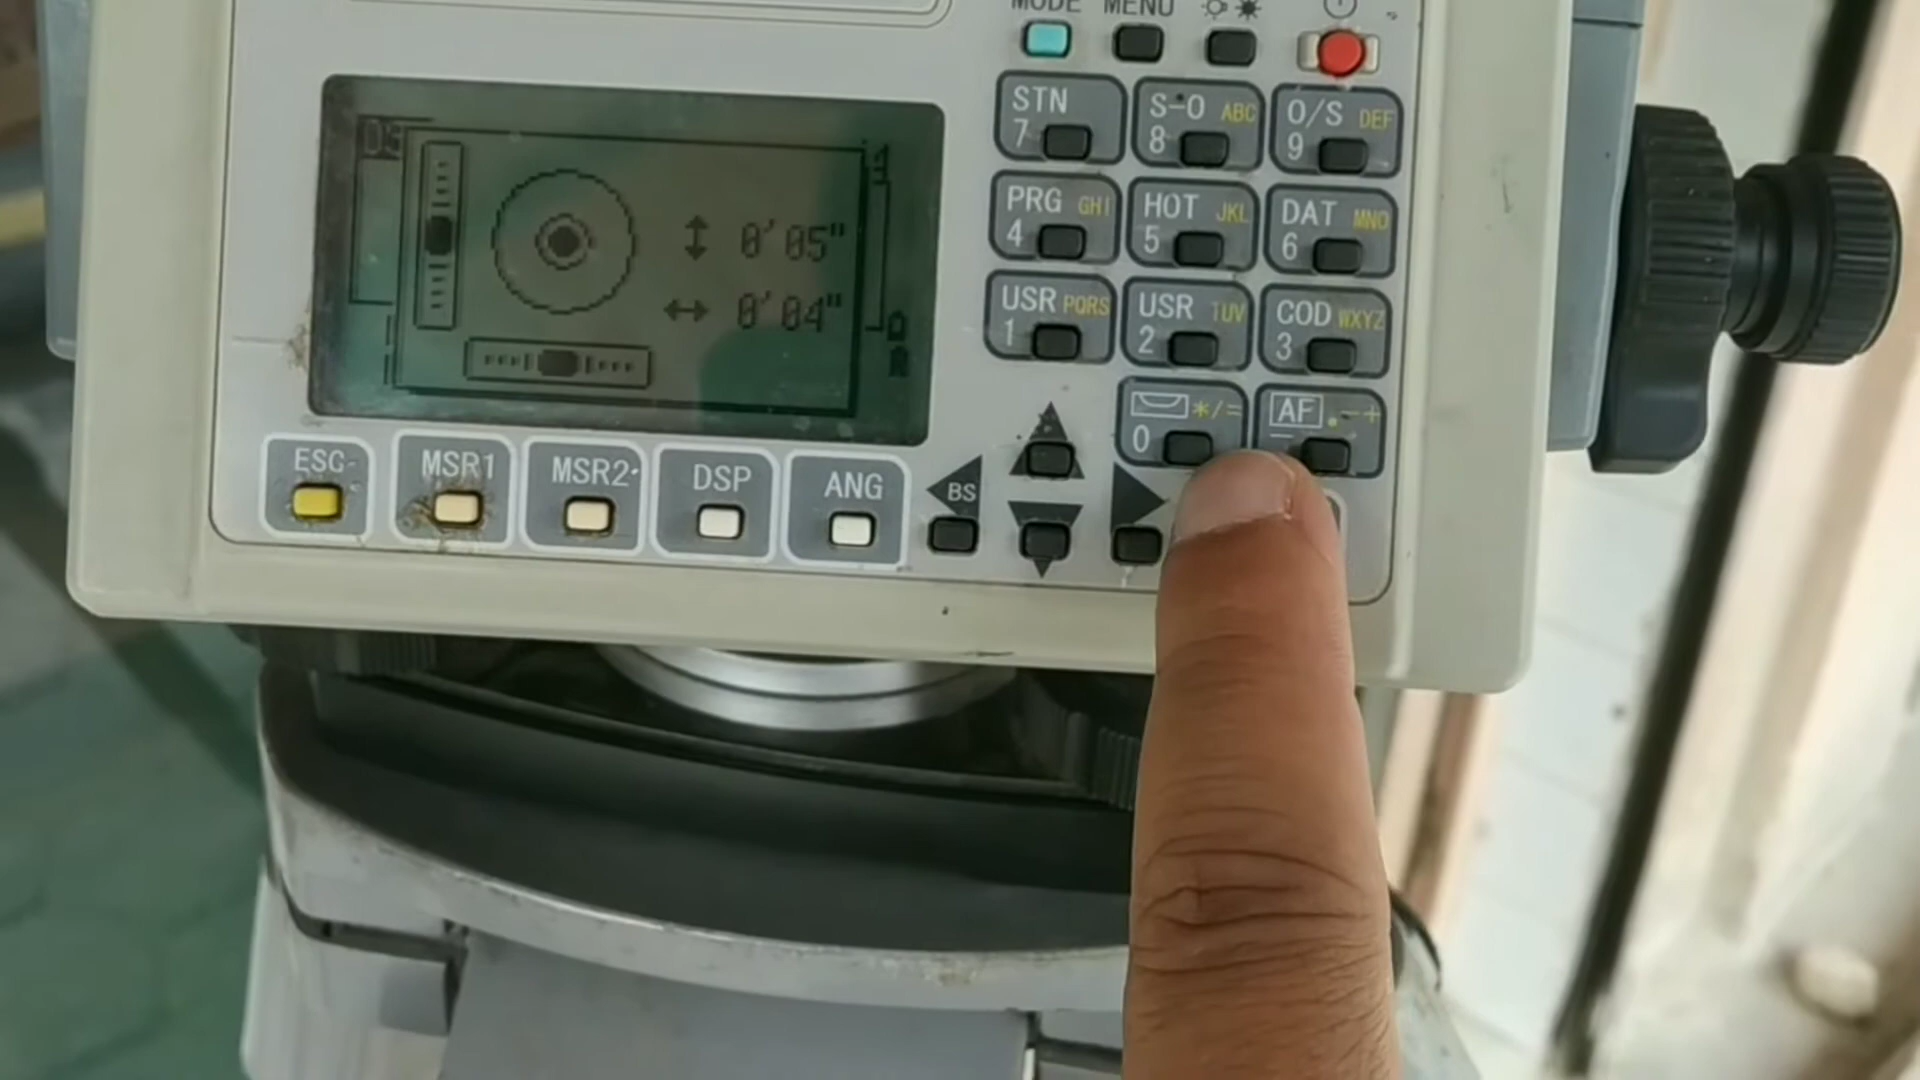 MODE MENU
STN
7
S-O ABC
8
O/S DEF
9
PRG GHI
4
HOT JKL
5
DAT MNO
6
USR PQRS
1
USR TUV
2
COD WXYZ
3
*/=
0
AF .-+
0'05"
0'04"
ESC
MSR1
MSR2
DSP
ANG
BS